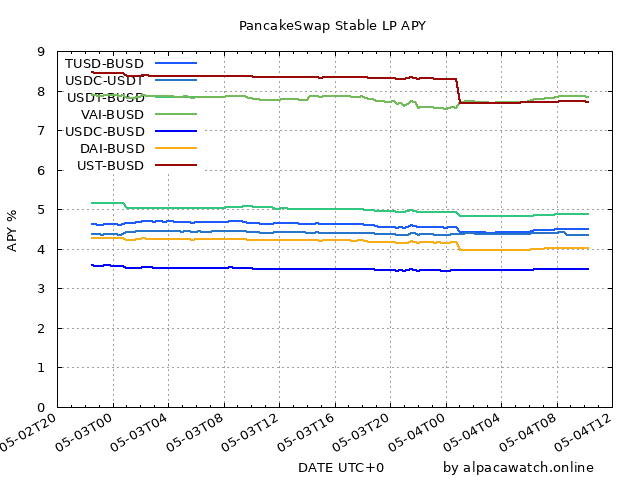 PancakeSwap Stable LP APY
9
8
7
6
5
4
3
2
1
0
APY %
TUSD-BUSD
USDC-USDT
USDT-BUSD
VAI-BUSD
USDC-BUSD
DAI-BUSD
UST-BUSD
05-02T20
05-03T00
05-03T04
05-03T08
05-03T12
05-03T16
05-03T20
05-04T00
05-04T04
05-04T08
05-04T12
DATE UTC+0
by alpacawatch.online